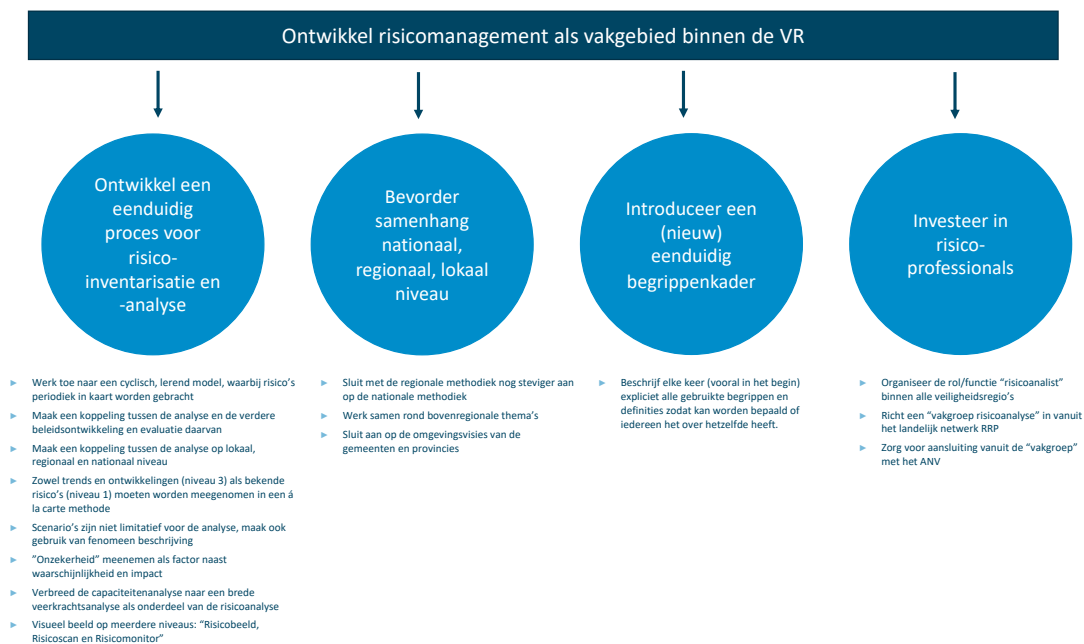 Ontwikkel risicomanagement als vakgebied binnen de VR
Ontwikkel een
eenduidig
proces voor
risico-
inventarisatie en
-analyse
Bevorder
samenhang
nationaal,
regionaal, lokaal
niveau
Introduceer een
(nieuw)
eenduidig
begrippenkader
Investeer in
risico-
professionals
► Werk toe naar een cyclisch, lerend model, waarbij risico's
periodiek in kaart worden gebracht
► Maak een koppeling tussen de analyse en de verdere
beleidsontwikkeling en evaluatie daarvan
► Maak een koppeling tussen de analyse op lokaal,
regionaal en nationaal niveau
► Zowel trends en ontwikkelingen (niveau 3) als bekende
risico's (niveau 1) moeten worden meegenomen in een á
la carte methode
► Scenario's zijn niet limitatief voor de analyse, maak ook
gebruik van fenomeen beschrijving
► "Onzekerheid" meenemen als factor naast
waarschijnlijkheid en impact
► Verbreed de capaciteitenanalyse naar een brede
veerkrachtsanalyse als onderdeel van de risicoanalyse
► Visueel beeld op meerdere niveaus: "Risicobeeld,
Risicoscan en Risicomonitor"
► Sluit met de regionale methodiek nog steviger aan
op de nationale methodiek
► Werk samen rond bovenregionale thema's
► Sluit aan op de omgevingsvisies van de
gemeenten en provincies
► Beschrijf elke keer (vooral in het begin)
expliciet alle gebruikte begrippen en
definities zodat kan worden bepaald of
iedereen het over hetzelfde heeft.
► Organiseer de rol/functie "risicoanalist"
binnen alle veiligheidsregio's
► Richt een "vakgroep risicoanalyse" in vanuit
het landelijk netwerk RRP
► Zorg voor aansluiting vanuit de "vakgroep"
met het ANV